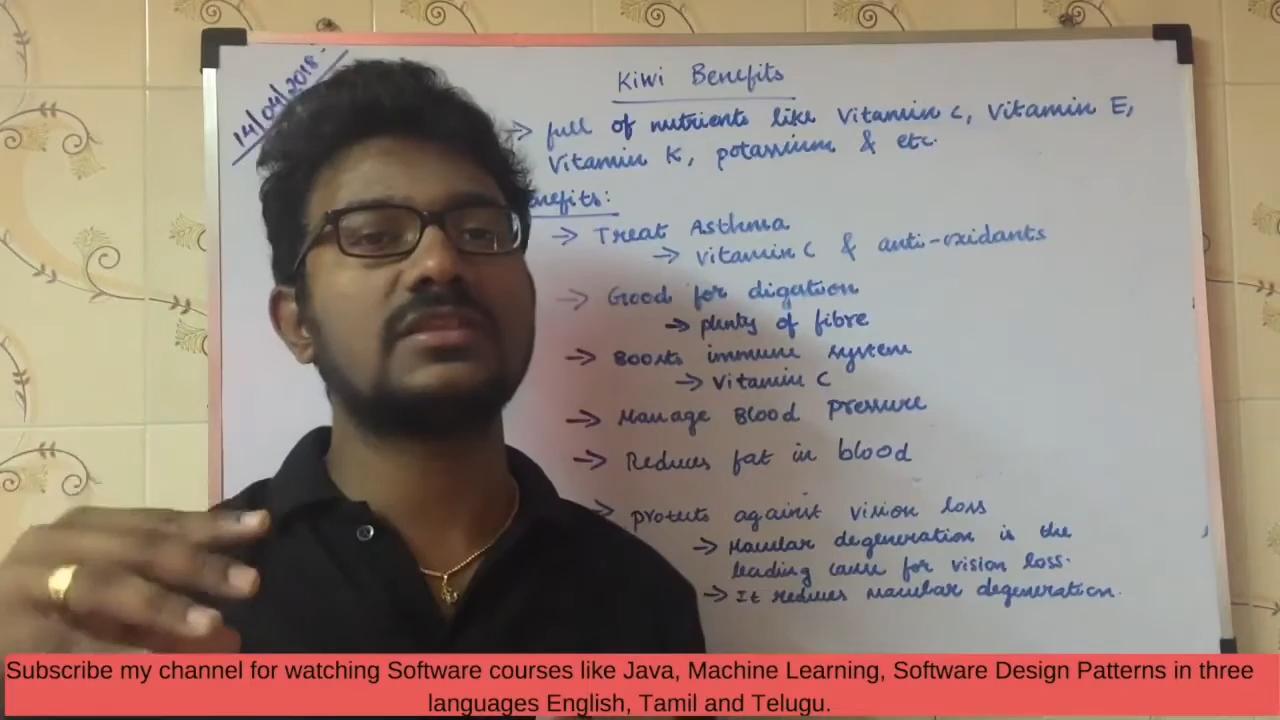 14/04/2018
Kiwi Benefits
full of nutrients like Vitamin C, Vitamin E,
Vitamin K, potassium & etc.
enefits:
→ Treat Asthma
→ Vitamin C & anti-oxidants
→ Good for digestion
→ plenty of fibre
→ Boosts immune system
→ Vitamin C
→ Manage Blood Pressure
→ Reduces fat in blood
→ protects against vision loss
→ Macular degeneration is the
leading cause for vision loss.
→ It reduces macular degeneration.
Subscribe my channel for watching Software courses like Java, Machine Learning, Software Design Patterns in three
languages English, Tamil and Telugu.